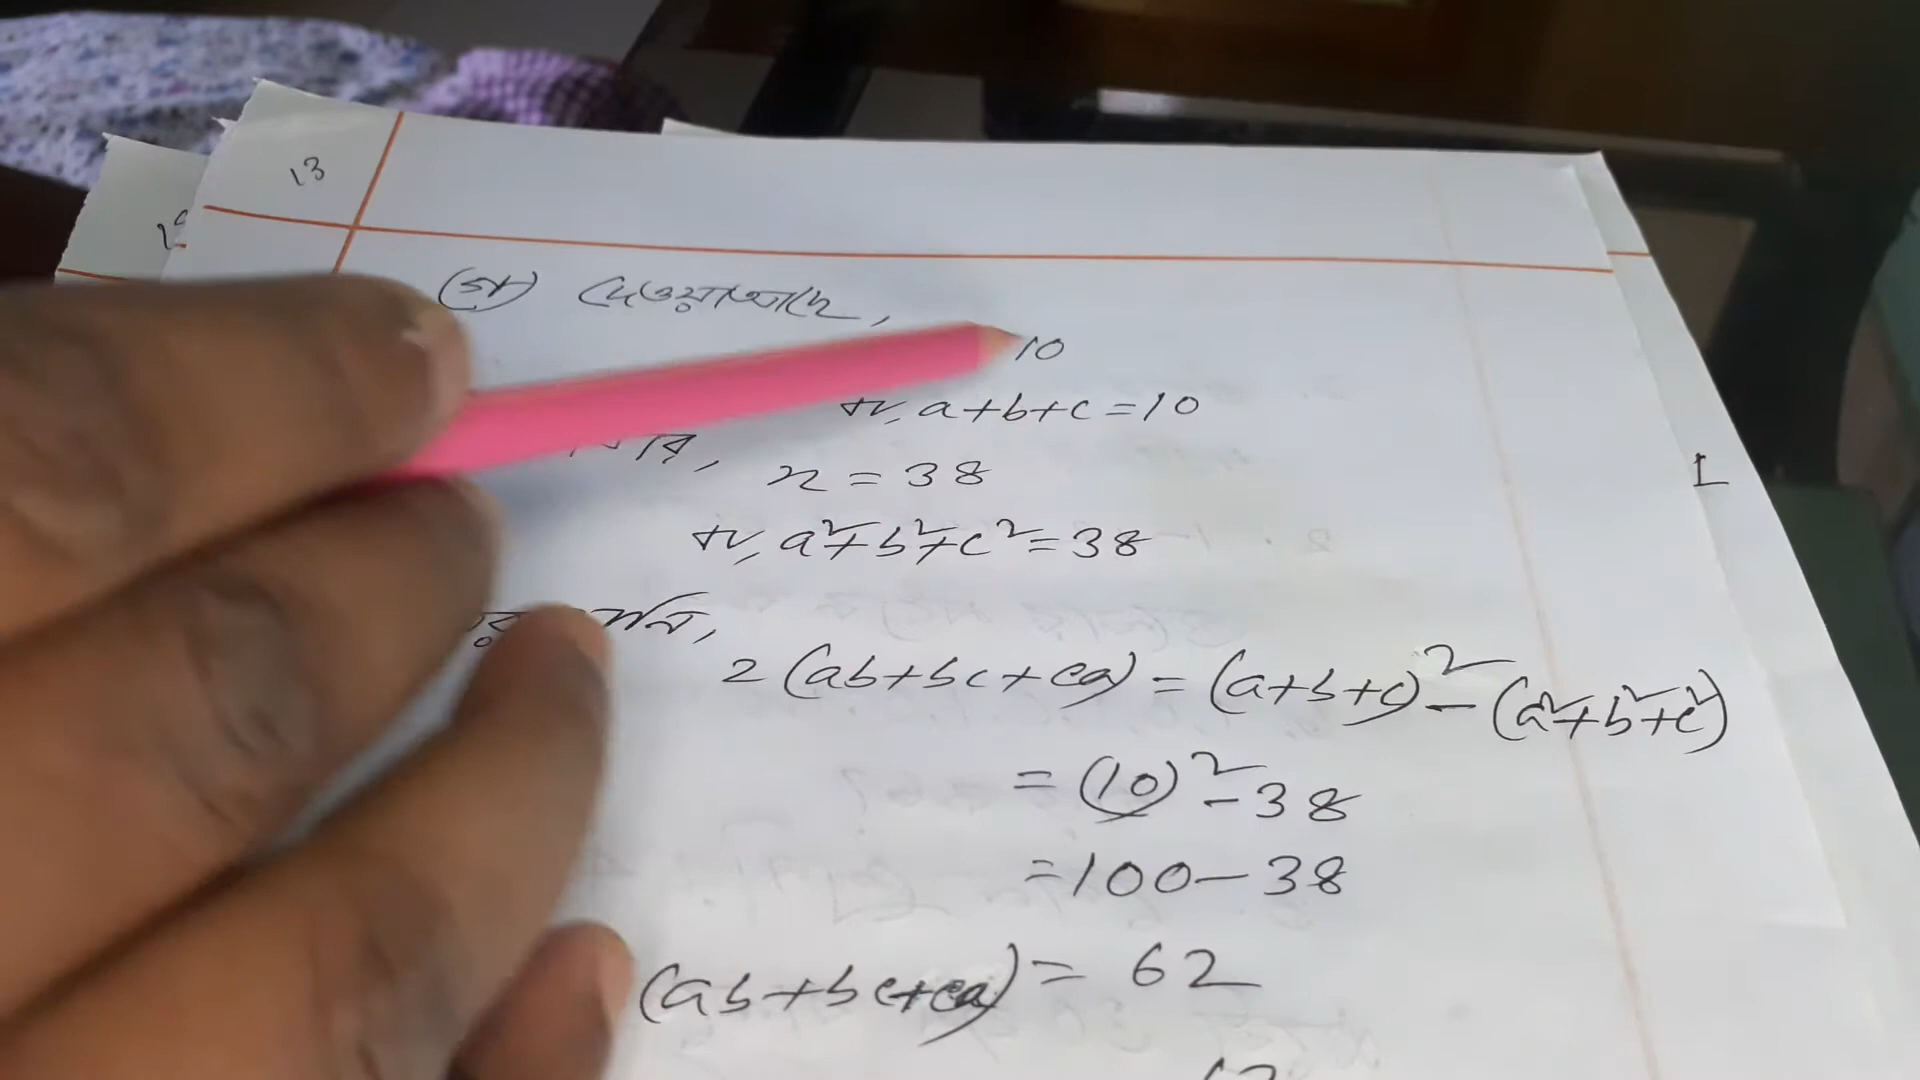 13
(গ) দেওয়াআছে,
10
বা, a+b+c=10
n = 38
বা, a²+b²+c²=38
2 (ab+bc+ca) = (a+b+c)² - (a²+b²+c²)
= (10)² - 38
=100-38
(ab+bc+ca) = 62